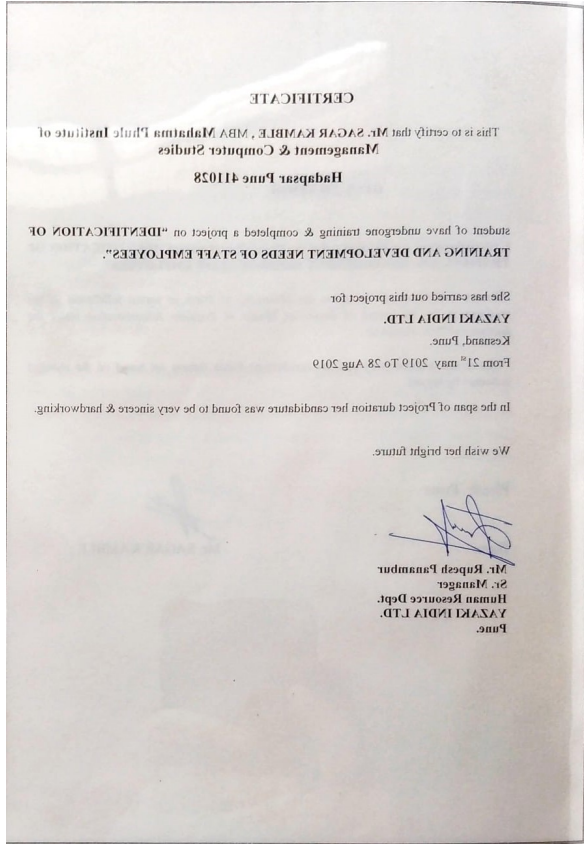 CERTIFICATE
This is to certify that Mr. SAGAR KAMBLE , MBA Mahatma Phule Institute of
Management & Computer Studies
Hadapsar Pune 411028
student of have undergone training & completed a project on “IDENTIFICATION OF
TRAINING AND DEVELOPMENT NEEDS OF STAFF EMPLOYEES”.
She has carried out this project for
YAZAKI INDIA LTD.
Kesnand, Pune.
From 21st may 2019 To 28 Aug 2019
In the span of Project duration her candidature was found to be very sincere & hardworking.
We wish her bright future.
Mr. Rupesh Panambur
Sr. Manager
Human Resource Dept.
YAZAKI INDIA LTD.
Pune.